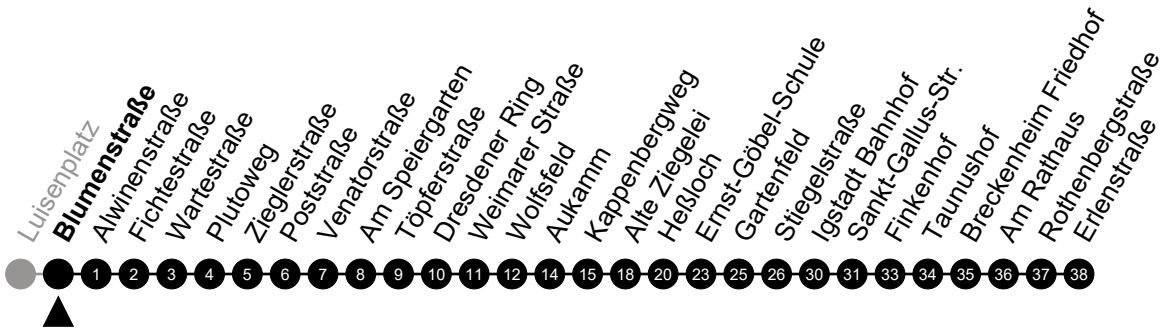 Luisenplatz
Blumenstraße
Alwinenstraße
Fichtestraße
Wartestraße
Plutoweg
Zieglerstraße
Poststraße
Venatorstraße
Am Speiergarten
Töpferstraße
Dresdener Ring
Weimarer Straße
Wolfsfeld
Aukamm
Kappenbergweg
Alte Ziegelei
Heßloch
Ernst-Göbel-Schule
Gartenfeld
Stiegelstraße
Igstadt Bahnhof
Sankt-Gallus-Str.
Finkenhof
Taunushof
Breckenheim Friedhof
Am Rathaus
Rothenbergstraße
Erlenstraße
1 2 3 4 5 6 7 8 9 10 11 12 14 15 18 20 23 25 26 30 31 33 34 35 36 37 38